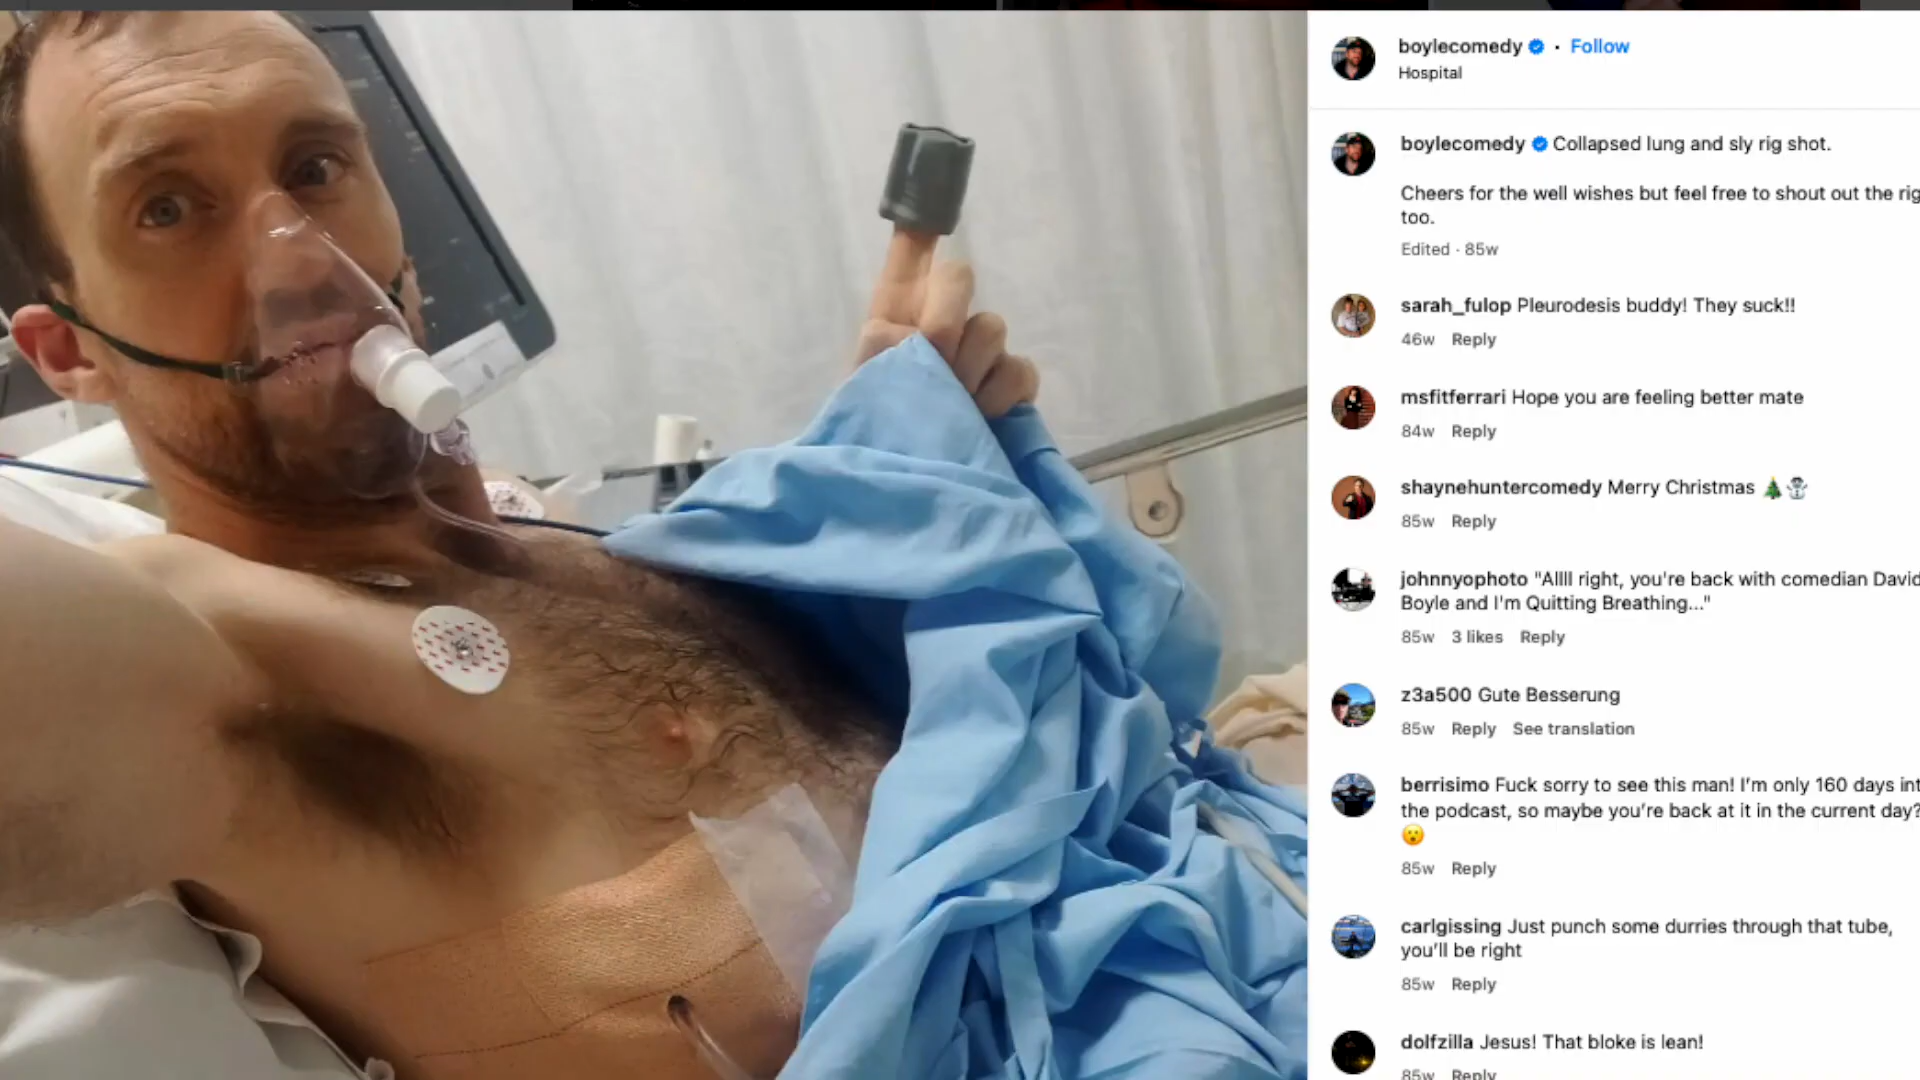 boylecomedy · Follow
Hospital
boylecomedy Collapsed lung and sly rig shot.
Cheers for the well wishes but feel free to shout out the rig
too.
Edited · 85w
sarah_fulop Pleurodesis buddy! They suck!!
46w Reply
msfitferrari Hope you are feeling better mate
84w Reply
shaynehuntercomedy Merry Christmas 🎄☃️
85w Reply
johnnyophoto "Allll right, you're back with comedian David
Boyle and I'm Quitting Breathing..."
85w 3 likes Reply
z3a500 Gute Besserung
85w Reply See translation
berrisimo Fuck sorry to see this man! I'm only 160 days int
the podcast, so maybe you're back at it in the current day?
😮
85w Reply
carlgissing Just punch some durries through that tube,
you'll be right
85w Reply
dolfzilla Jesus! That bloke is lean!
85w Reply